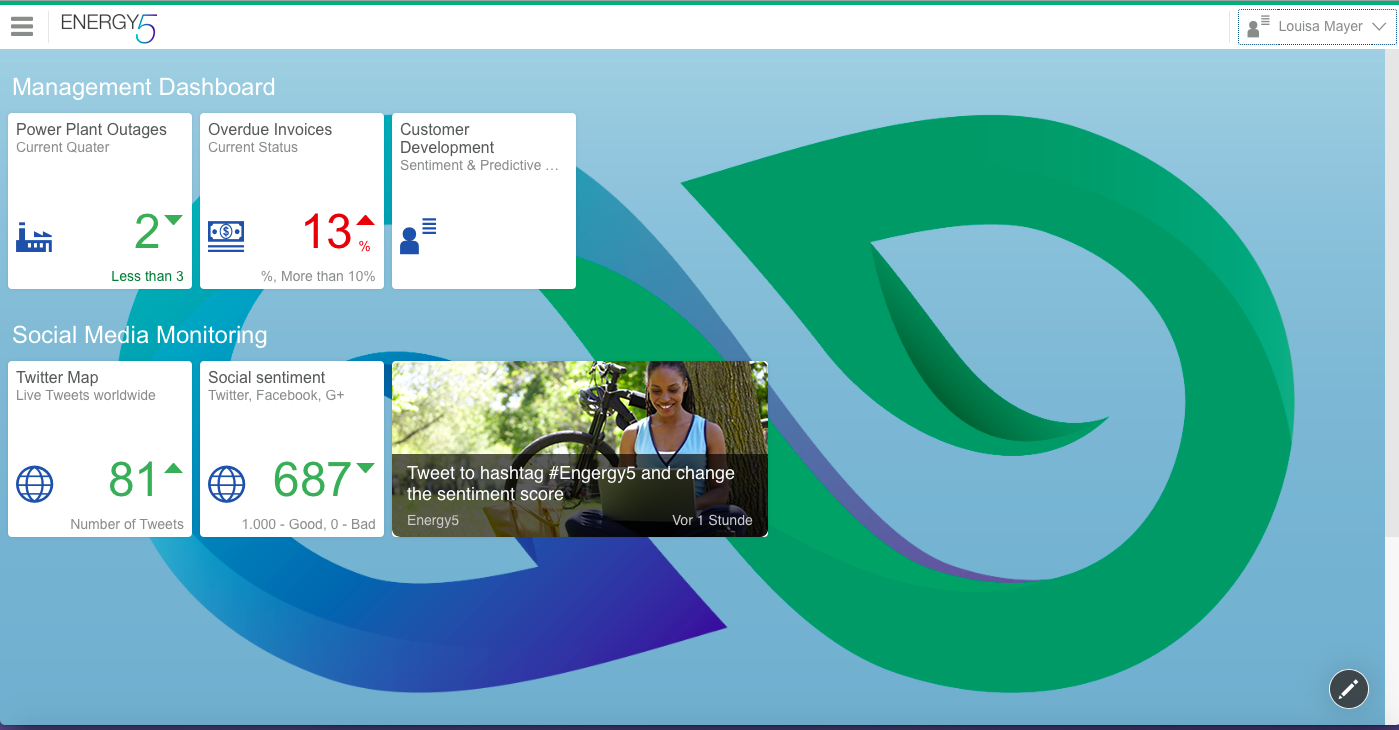 ENERGY5
Louisa Mayer
Management Dashboard
Power Plant Outages
Current Quater
2
Less than 3
Overdue Invoices
Current Status
13
%
%, More than 10%
Customer
Development
Sentiment & Predictive …
Social Media Monitoring
Twitter Map
Live Tweets worldwide
81
Number of Tweets
Social sentiment
Twitter, Facebook, G+
687
1.000 - Good, 0 - Bad
Tweet to hashtag #Engergy5 and change
the sentiment score
Energy5
Vor 1 Stunde